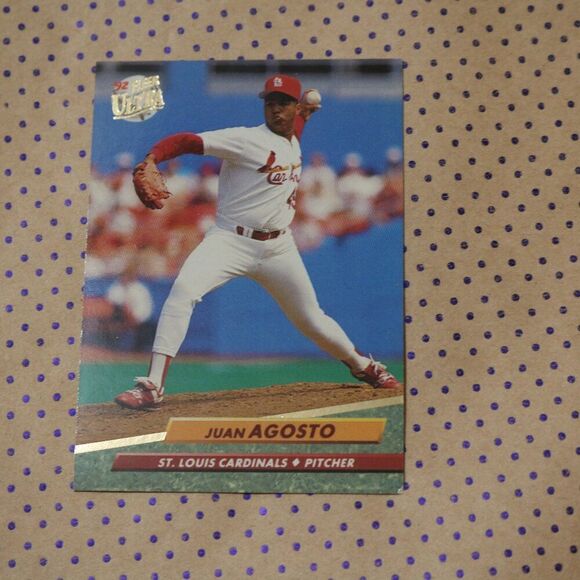 '92 FLEER
ULTRA
Cardinals
JUAN AGOSTO
ST. LOUIS CARDINALS ♦ PITCHER